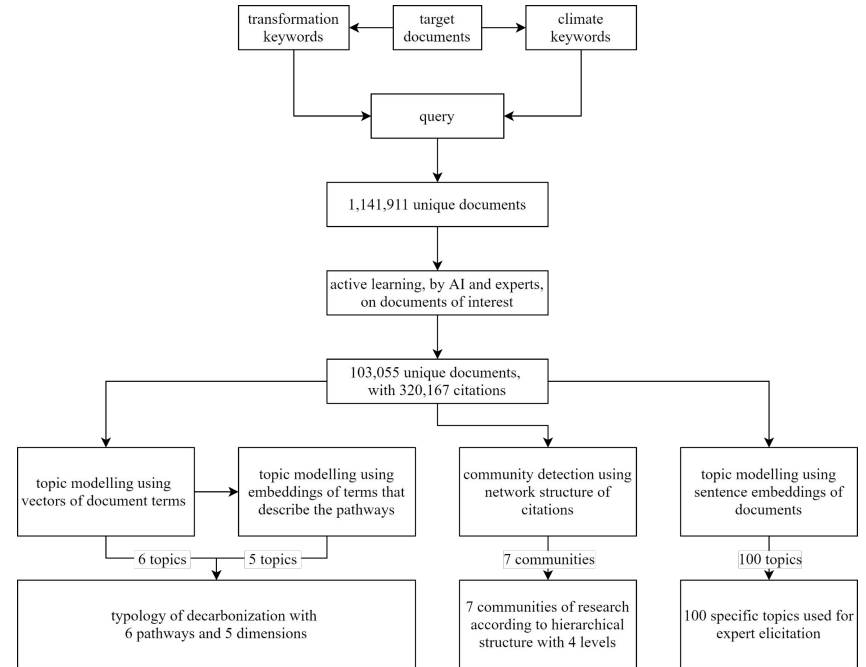 transformation
keywords
target
documents
climate
keywords
query
1,141,911 unique documents
active learning, by AI and experts,
on documents of interest
103,055 unique documents,
with 320,167 citations
topic modelling using
vectors of document terms
topic modelling using
embeddings of terms that
describe the pathways
community detection using
network structure of
citations
topic modelling using
sentence embeddings of
documents
6 topics
5 topics
7 communities
100 topics
typology of decarbonization with
6 pathways and 5 dimensions
7 communities of research
according to hierarchical
structure with 4 levels
100 specific topics used for
expert elicitation